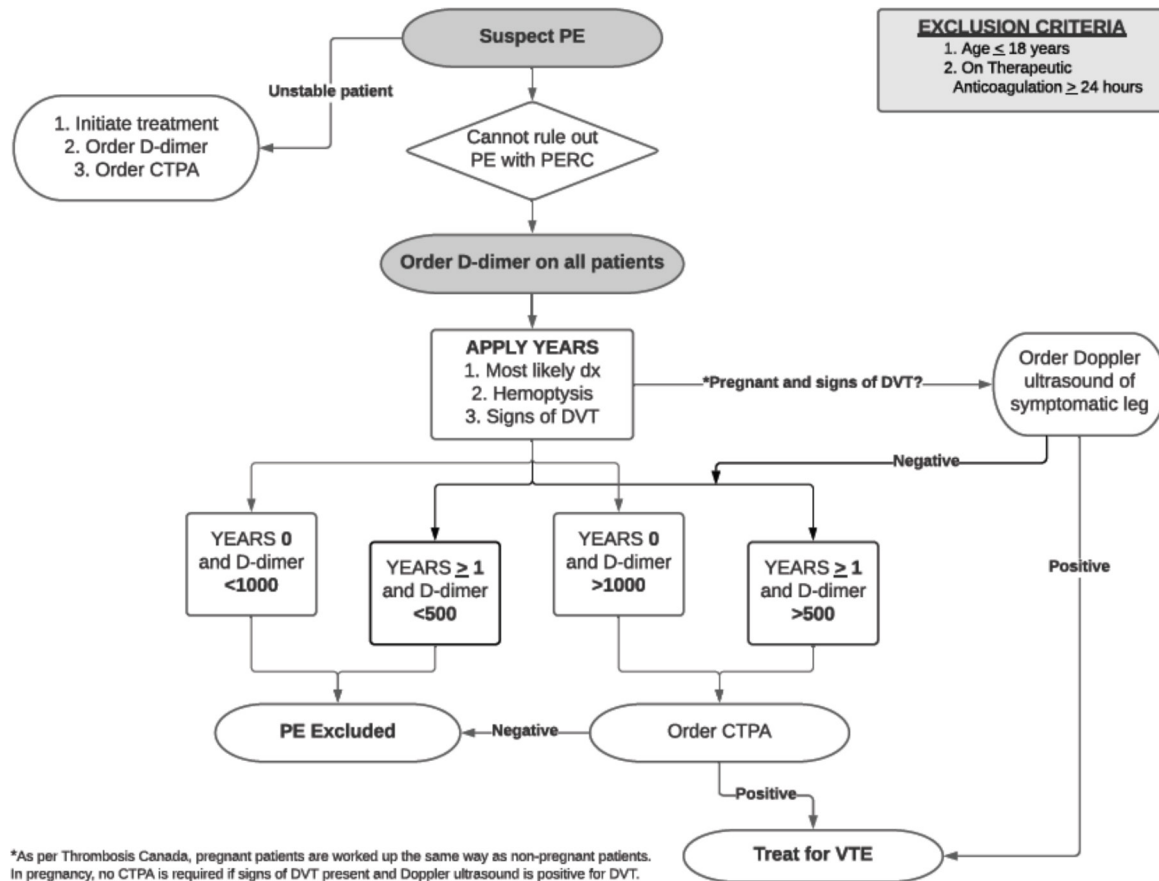 Suspect PE
EXCLUSION CRITERIA
1. Age ≤ 18 years
2. On Therapeutic
Anticoagulation ≥ 24 hours
Unstable patient
1. Initiate treatment
2. Order D-dimer
3. Order CTPA
Cannot rule out
PE with PERC
Order D-dimer on all patients
APPLY YEARS
1. Most likely dx
2. Hemoptysis
3. Signs of DVT
*Pregnant and signs of DVT?
Order Doppler
ultrasound of
symptomatic leg
Negative
Positive
YEARS 0
and D-dimer
<1000
YEARS ≥ 1
and D-dimer
<500
YEARS 0
and D-dimer
>1000
YEARS ≥ 1
and D-dimer
>500
PE Excluded
Negative
Order CTPA
Positive
Treat for VTE
*As per Thrombosis Canada, pregnant patients are worked up the same way as non-pregnant patients.
In pregnancy, no CTPA is required if signs of DVT present and Doppler ultrasound is positive for DVT.